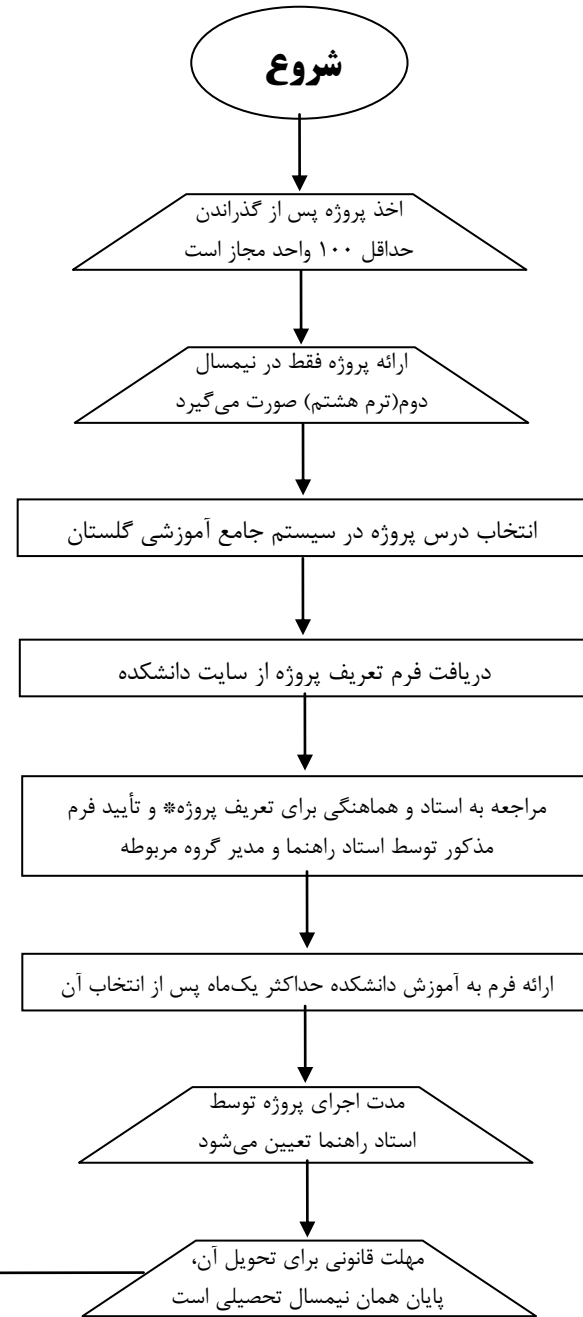 شروع
اخذ پروژه پس از گذراندن
حداقل ۱۰۰ واحد مجاز است
ارائه پروژه فقط در نیمسال
دوم(ترم هشتم) صورت می‌گیرد
انتخاب درس پروژه در سیستم جامع آموزشی گلستان
دریافت فرم تعریف پروژه از سایت دانشکده
مراجعه به استاد و هماهنگی برای تعریف پروژه* و تأیید فرم
مذکور توسط استاد راهنما و مدیر گروه مربوطه
ارائه فرم به آموزش دانشکده حداکثر یک‌ماه پس از انتخاب آن
مدت اجرای پروژه توسط
استاد راهنما تعیین می‌شود
مهلت قانونی برای تحویل آن،
پایان همان نیمسال تحصیلی است